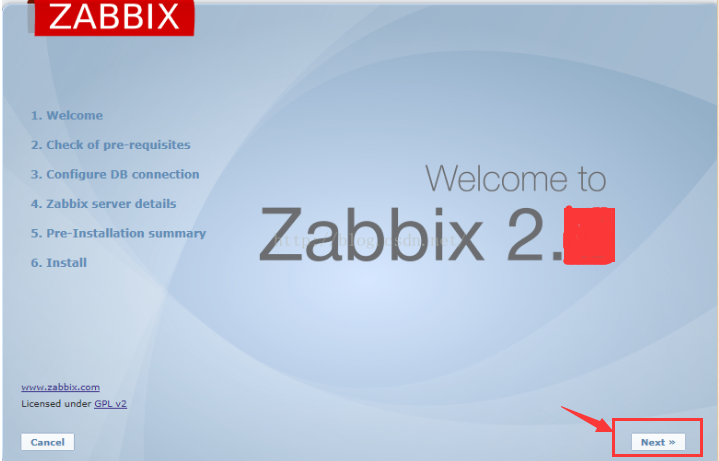 ZABBIX
1. Welcome
2. Check of pre-requisites
3. Configure DB connection
4. Zabbix server details
5. Pre-Installation summary
6. Install
Welcome to
Zabbix 2.
http://blog.csdn.net
www.zabbix.com
Licensed under GPL v2
Cancel
Next »